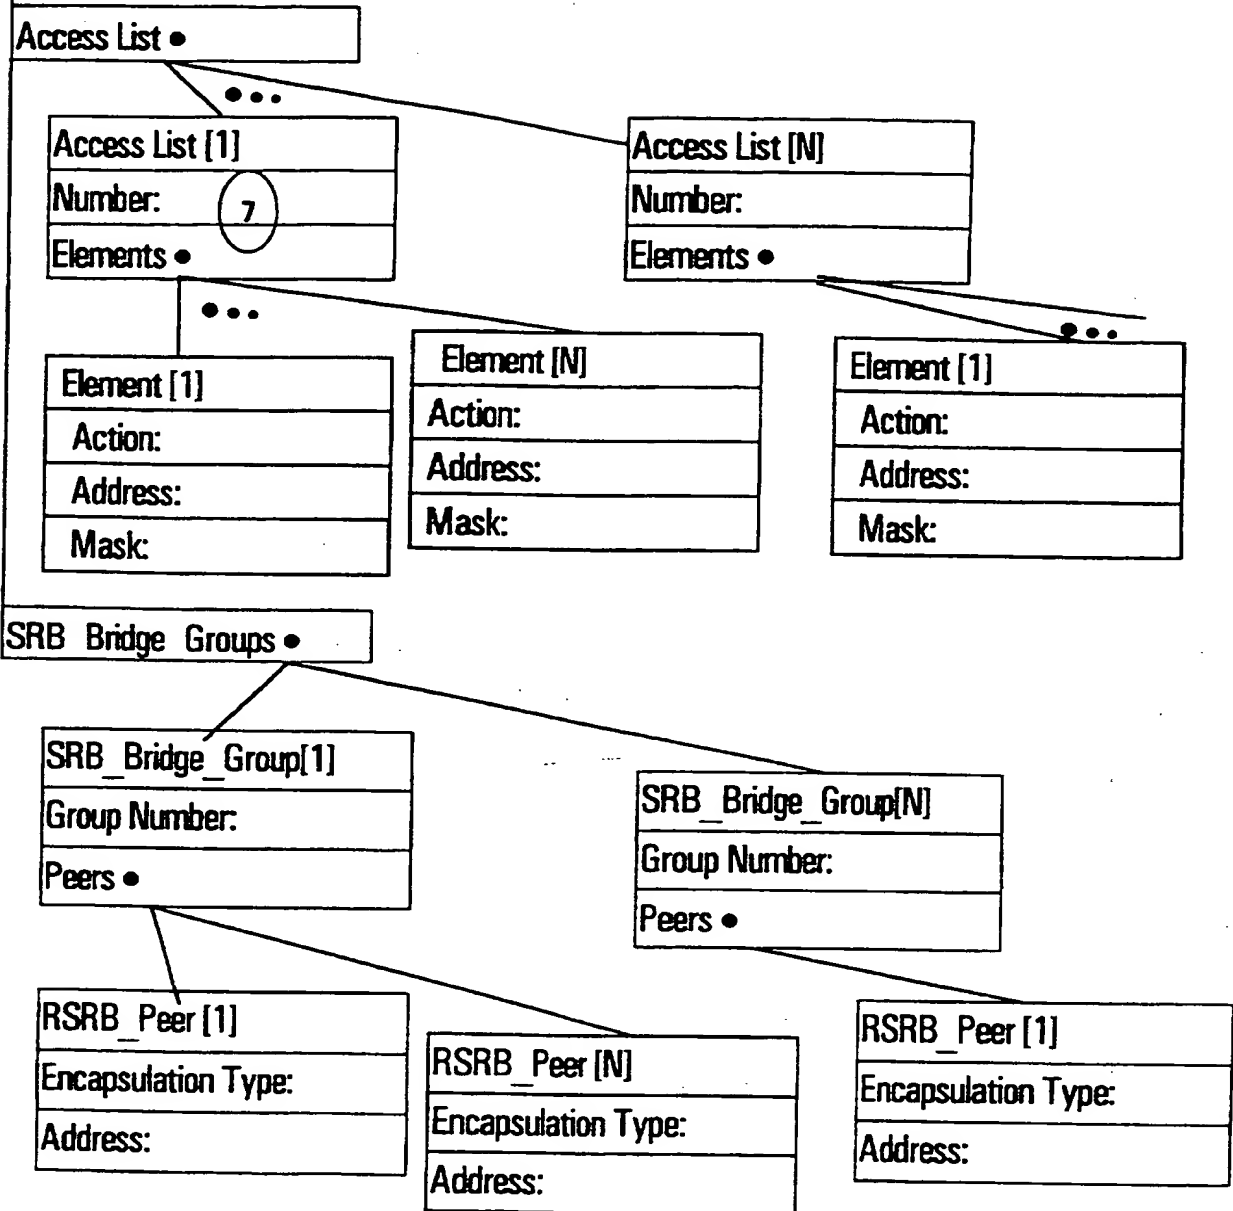 Access List
Access List [1]
Number:
7
Elements
Access List [N]
Number:
Elements
Element [1]
Action:
Address:
Mask:
Element [N]
Action:
Address:
Mask:
Element [1]
Action:
Address:
Mask:
SRB Bridge Groups
SRB_Bridge_Group[1]
Group Number:
Peers
SRB_Bridge_Group[N]
Group Number:
Peers
RSRB_Peer [1]
Encapsulation Type:
Address:
RSRB_Peer [N]
Encapsulation Type:
Address:
RSRB_Peer [1]
Encapsulation Type:
Address: